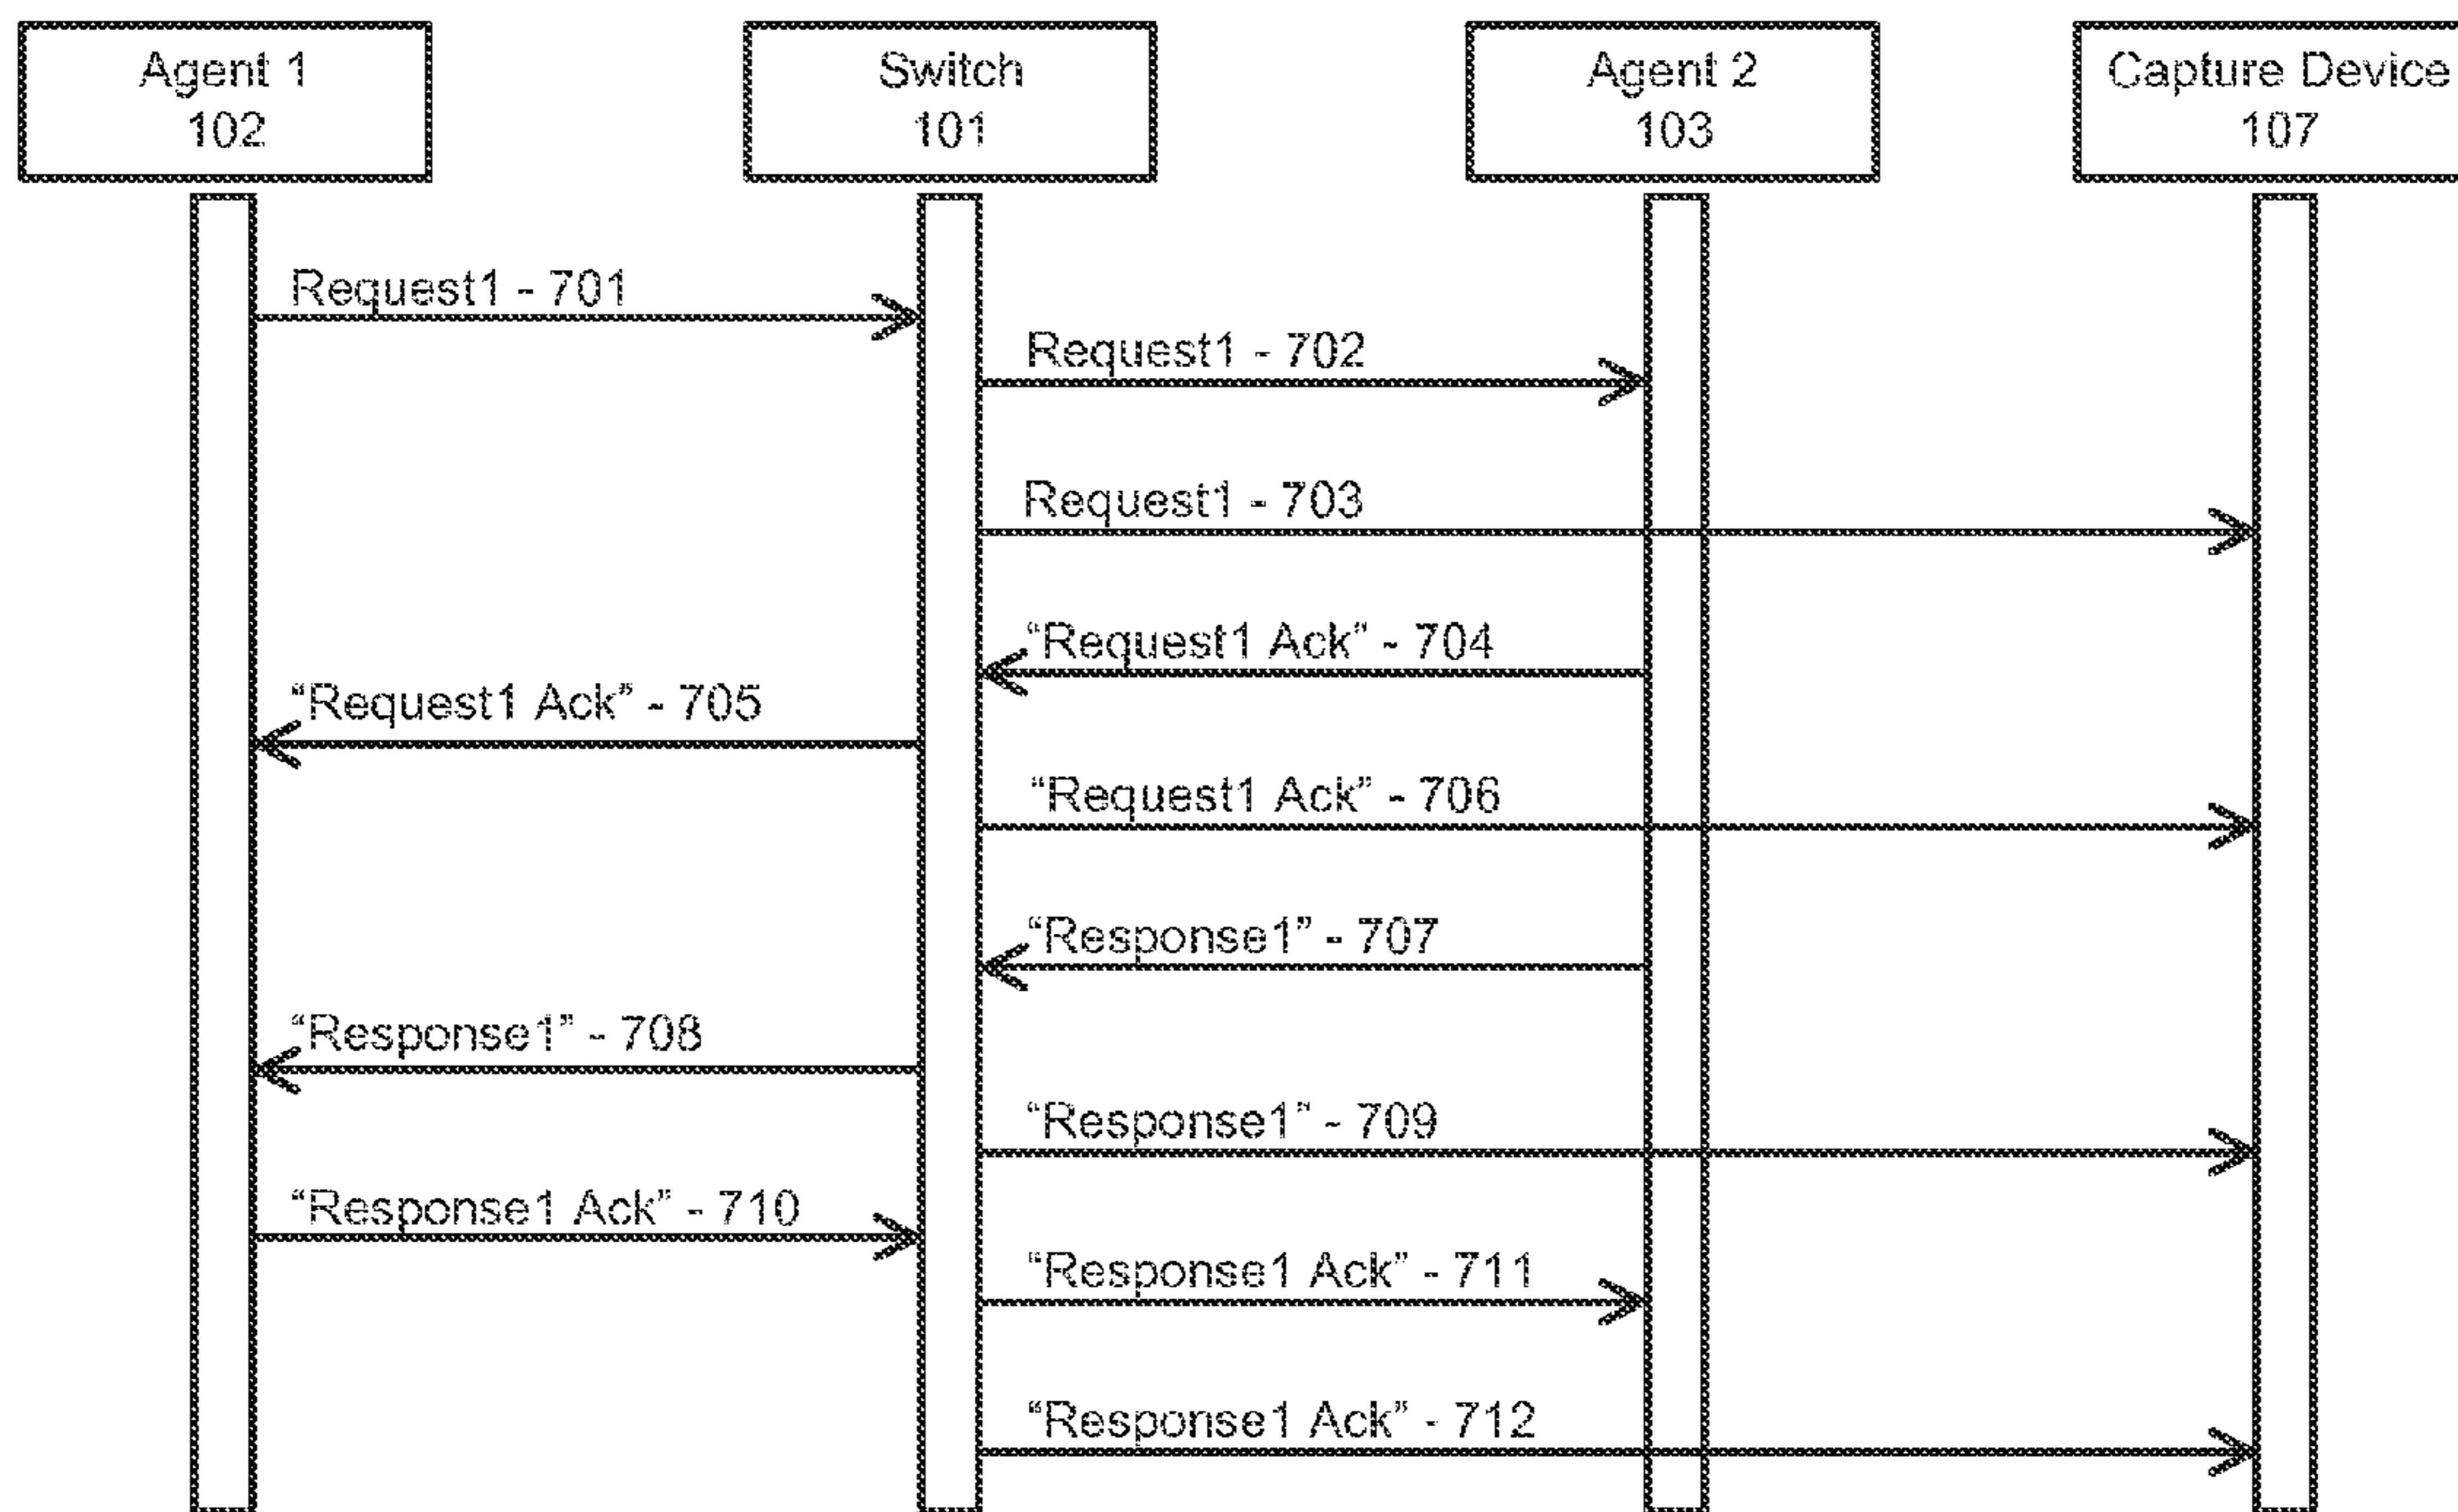 Agent 1
102
Switch
101
Agent 2
103
Capture Device
107
Request1 - 701
Request1 - 702
Request1 - 703
“Request1 Ack” - 704
“Request1 Ack” - 705
“Request1 Ack” - 706
“Response1” - 707
“Response1” - 708
“Response1” - 709
“Response1 Ack” - 710
“Response1 Ack” - 711
“Response1 Ack” - 712